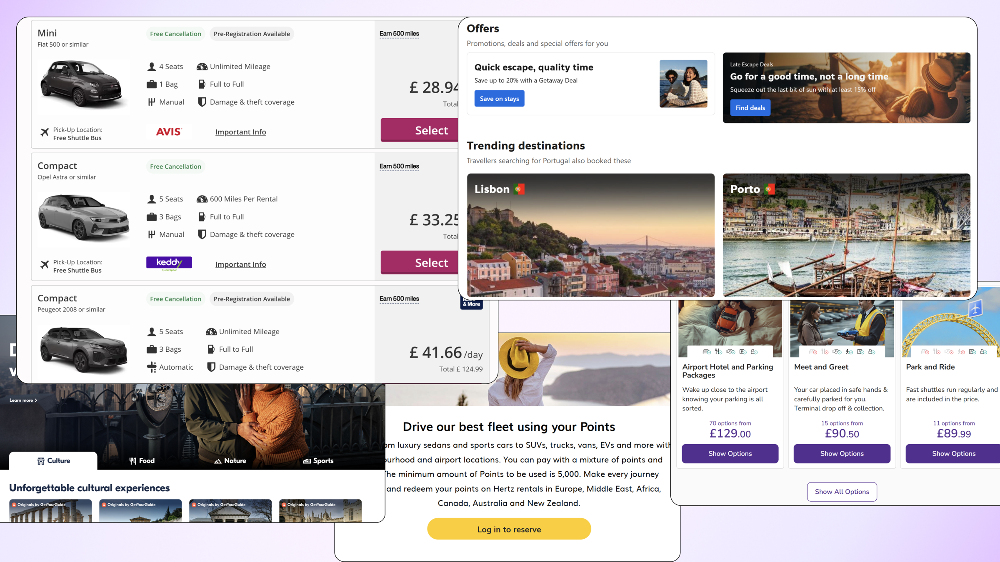 Mini
Fiat 500 or similar
Free Cancellation
Pre-Registration Available
Earn 500 miles
4 Seats
Unlimited Mileage
1 Bag
Full to Full
Manual
Damage & theft coverage
£ 28.94
Total
Pick-Up Location:
Free Shuttle Bus
AVIS
Important Info
Select
Compact
Opel Astra or similar
Free Cancellation
Earn 500 miles
5 Seats
600 Miles Per Rental
3 Bags
Full to Full
Manual
Damage & theft coverage
£ 33.25
Total
Pick-Up Location:
Free Shuttle Bus
keddy
by Europcar
Important Info
Select
Compact
Peugeot 2008 or similar
Free Cancellation
Pre-Registration Available
Earn 500 miles
& More
5 Seats
Unlimited Mileage
3 Bags
Full to Full
Automatic
Damage & theft coverage
£ 41.66 /day
Total £ 124.99
Offers
Promotions, deals and special offers for you
Quick escape, quality time
Save up to 20% with a Getaway Deal
Save on stays
Late Escape Deals
Go for a good time, not a long time
Squeeze out the last bit of sun with at least 15% off
Find deals
Trending destinations
Travellers searching for Portugal also booked these
Lisbon
Porto
Learn more
Culture
Food
Nature
Sports
Unforgettable cultural experiences
Originals by GetYourGuide
Originals by GetYourGuide
Originals by GetYourGuide
Originals by GetYourGuide
Drive our best fleet using your Points
luxury sedans and sports cars to SUVs, trucks, vans, EVs and more with
and airport locations. You can pay with a mixture of points and
The minimum amount of Points to be used is 5,000. Make every journey
and redeem your points on Hertz rentals in Europe, Middle East, Africa,
Canada, Australia and New Zealand.
Log in to reserve
Airport Hotel and Parking
Packages
Wake up close to the airport
knowing your parking is all
sorted.
70 options from
£129.00
Show Options
Meet and Greet
Your car placed in safe hands &
carefully parked for you.
Terminal drop off & collection.
15 options from
£90.50
Show Options
Park and Ride
Fast shuttles run regularly and
are included in the price.
11 options from
£89.99
Show Options
Show All Options